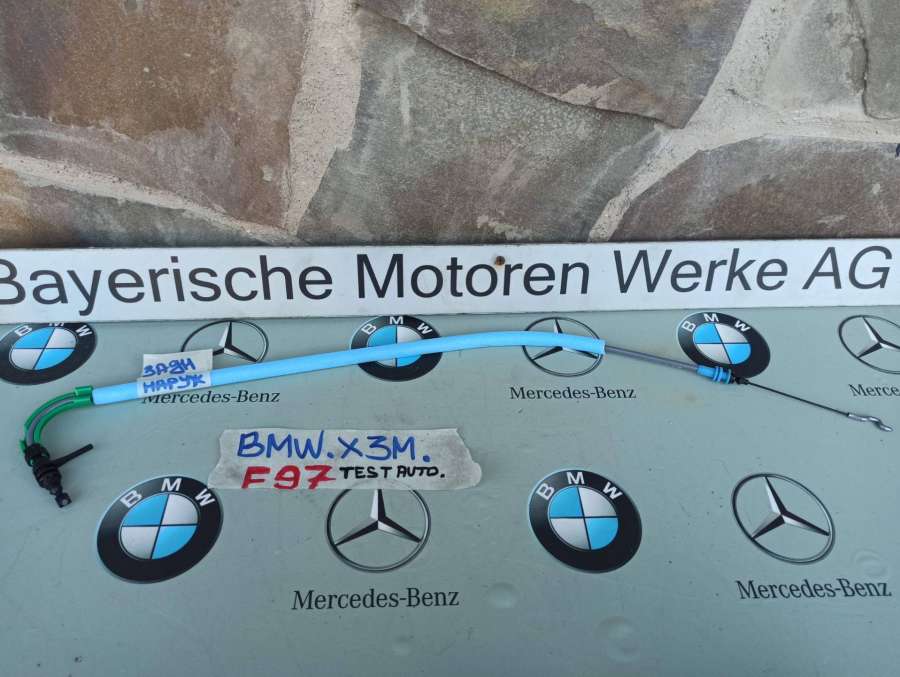 Bayerische Motoren Werke AG
BMW
BMW
BMW
ЗАДН
НАРУЖ
Mercedes-Benz
Mercedes-Benz
BMW.X3M.
F97 TEST AUTO.
BMW
BMW
Mercedes-Benz
Mercedes-Benz